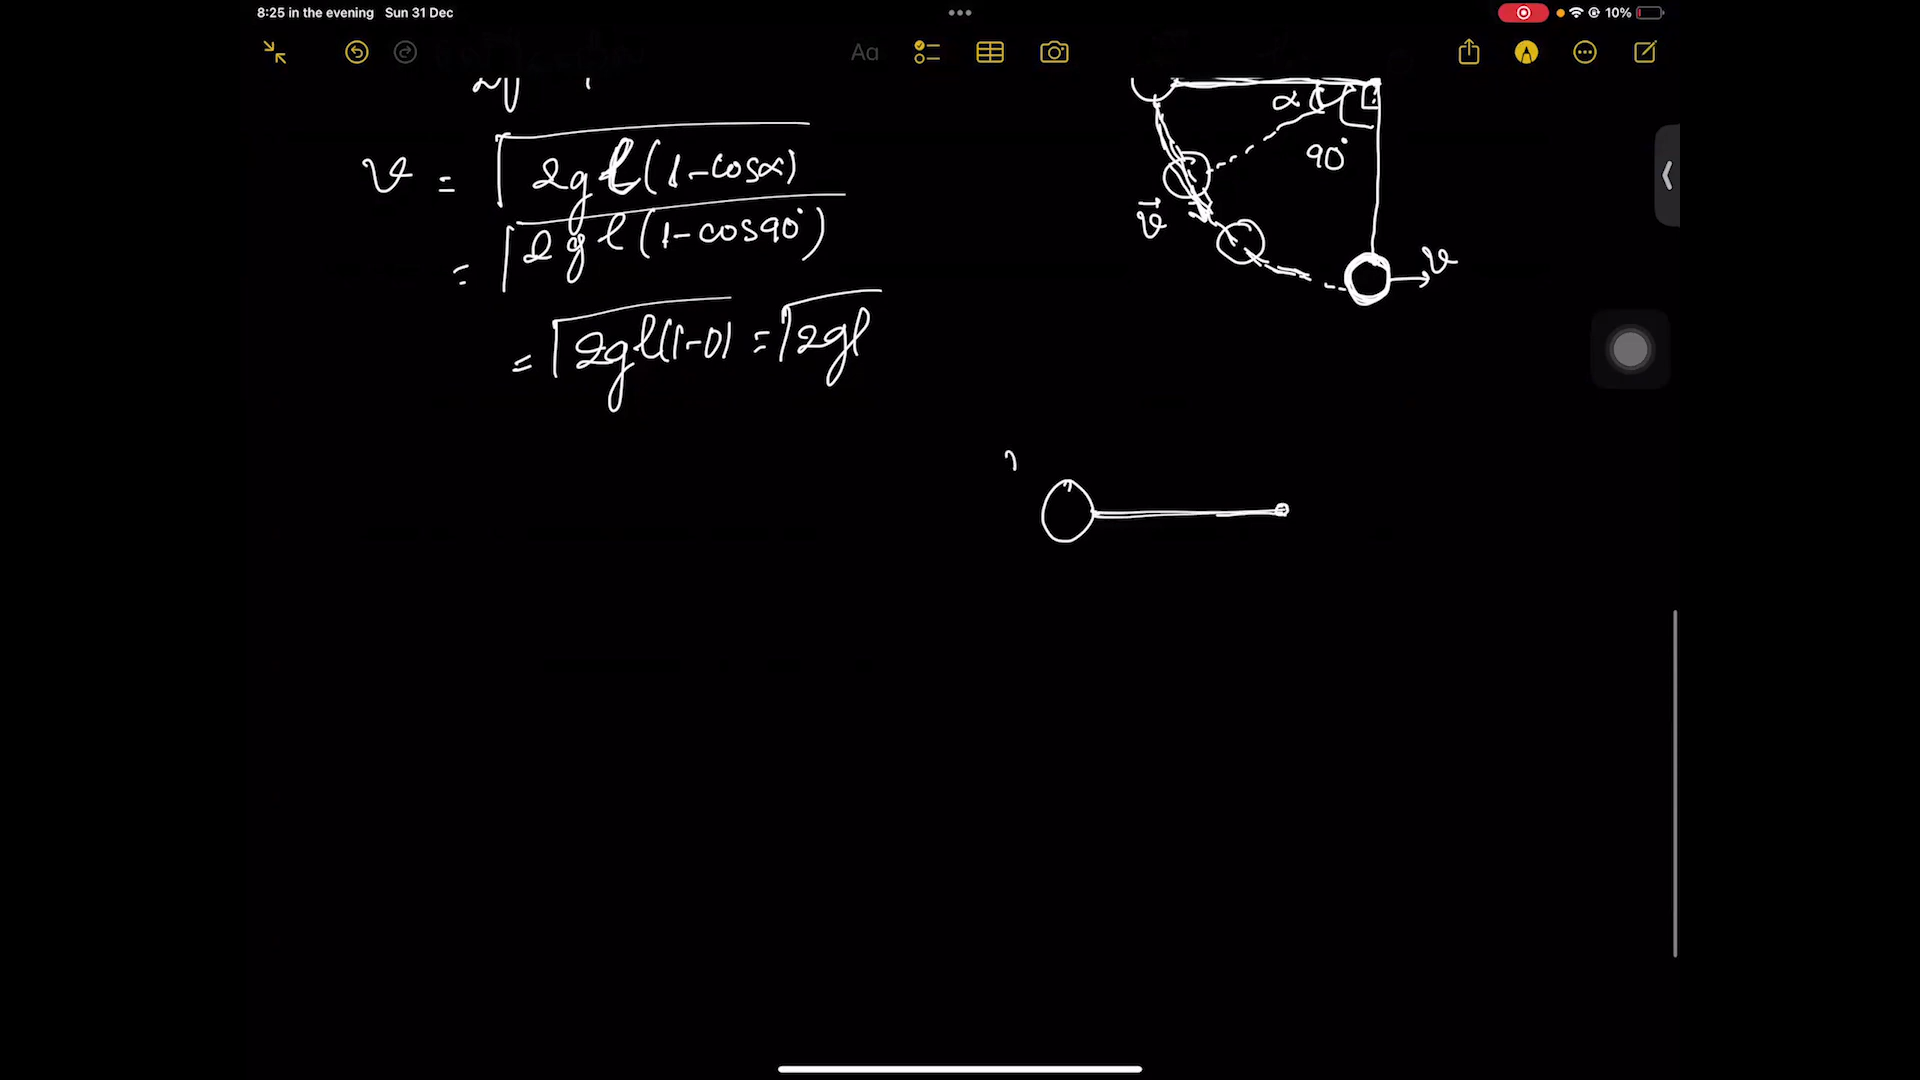 8:25 in the evening Sun 31 Dec
10%
Aa
α
v = √2gl(1-cosα)
90°
= √2gl(1-cos90°)
v⃗
v
= √2gl(1-0) = √2gl